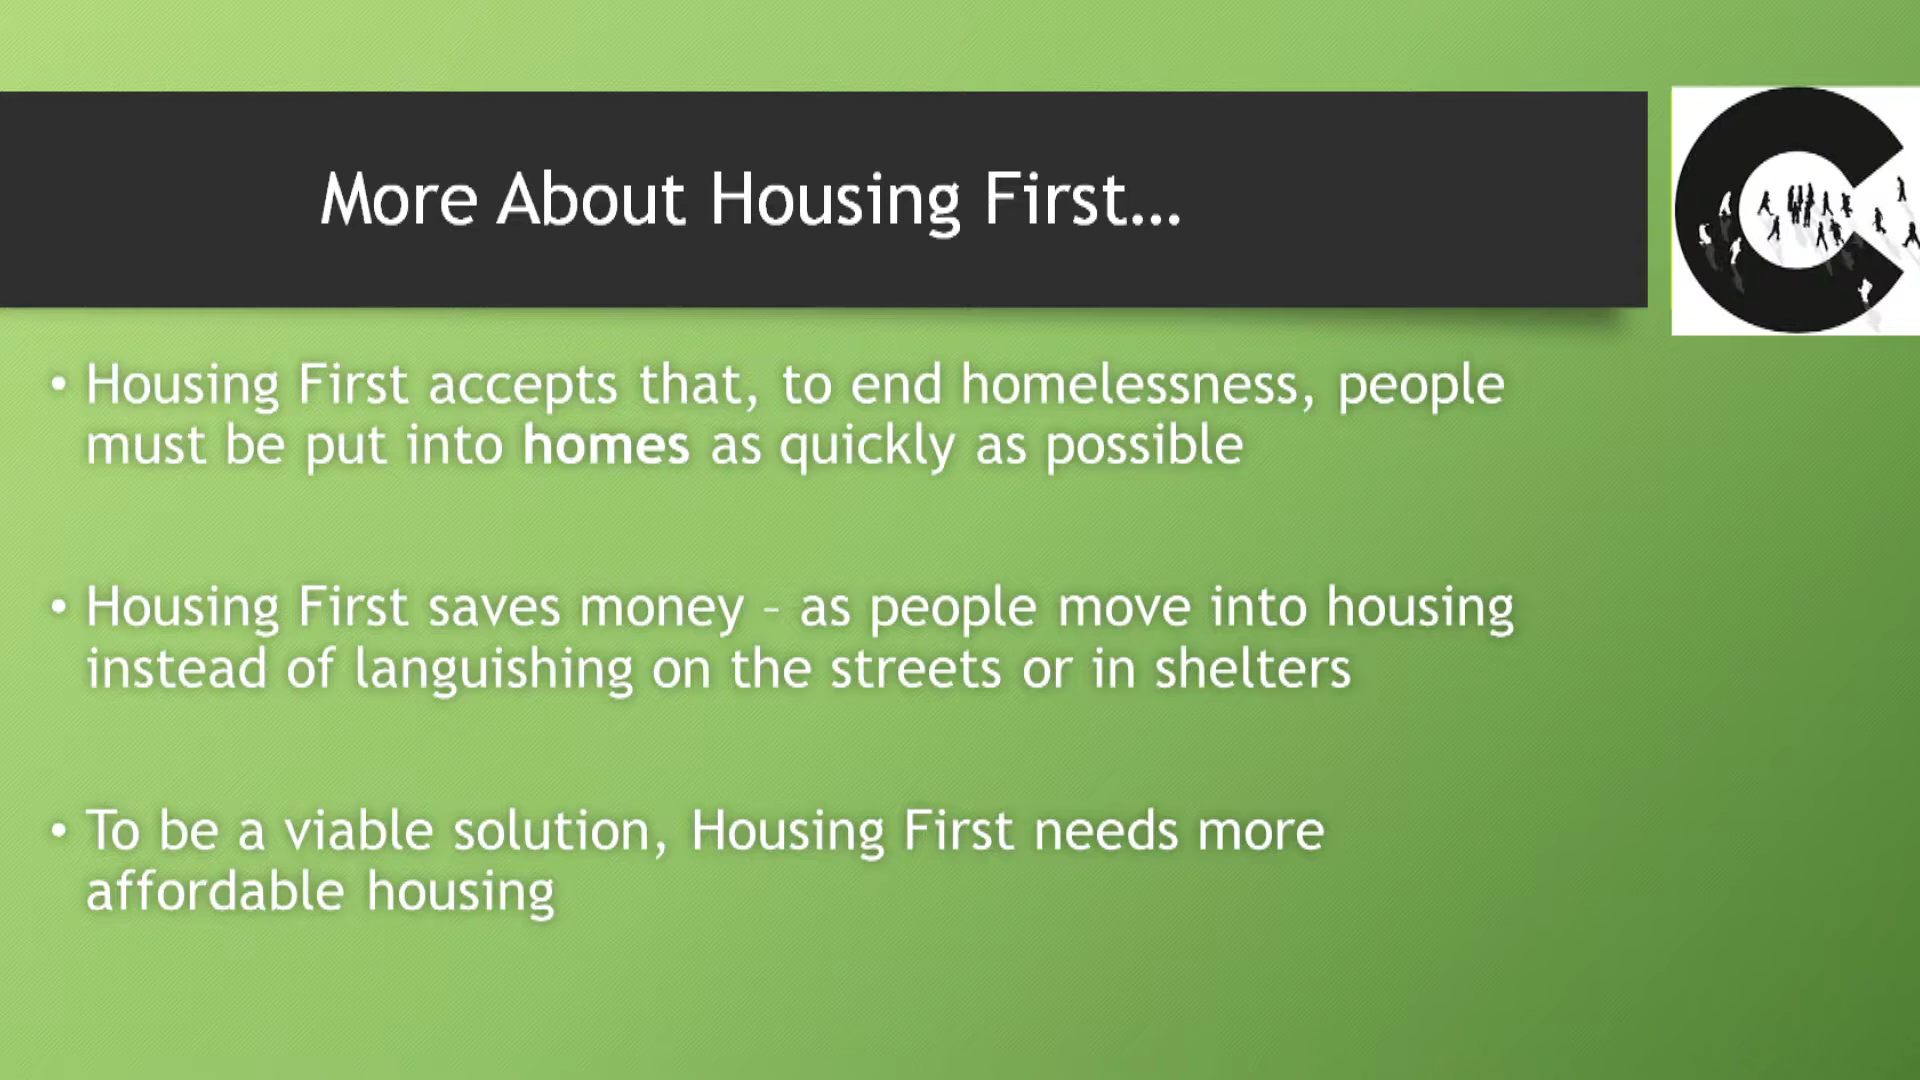 More About Housing First...
• Housing First accepts that, to end homelessness, people
must be put into homes as quickly as possible
• Housing First saves money – as people move into housing
instead of languishing on the streets or in shelters
• To be a viable solution, Housing First needs more
affordable housing